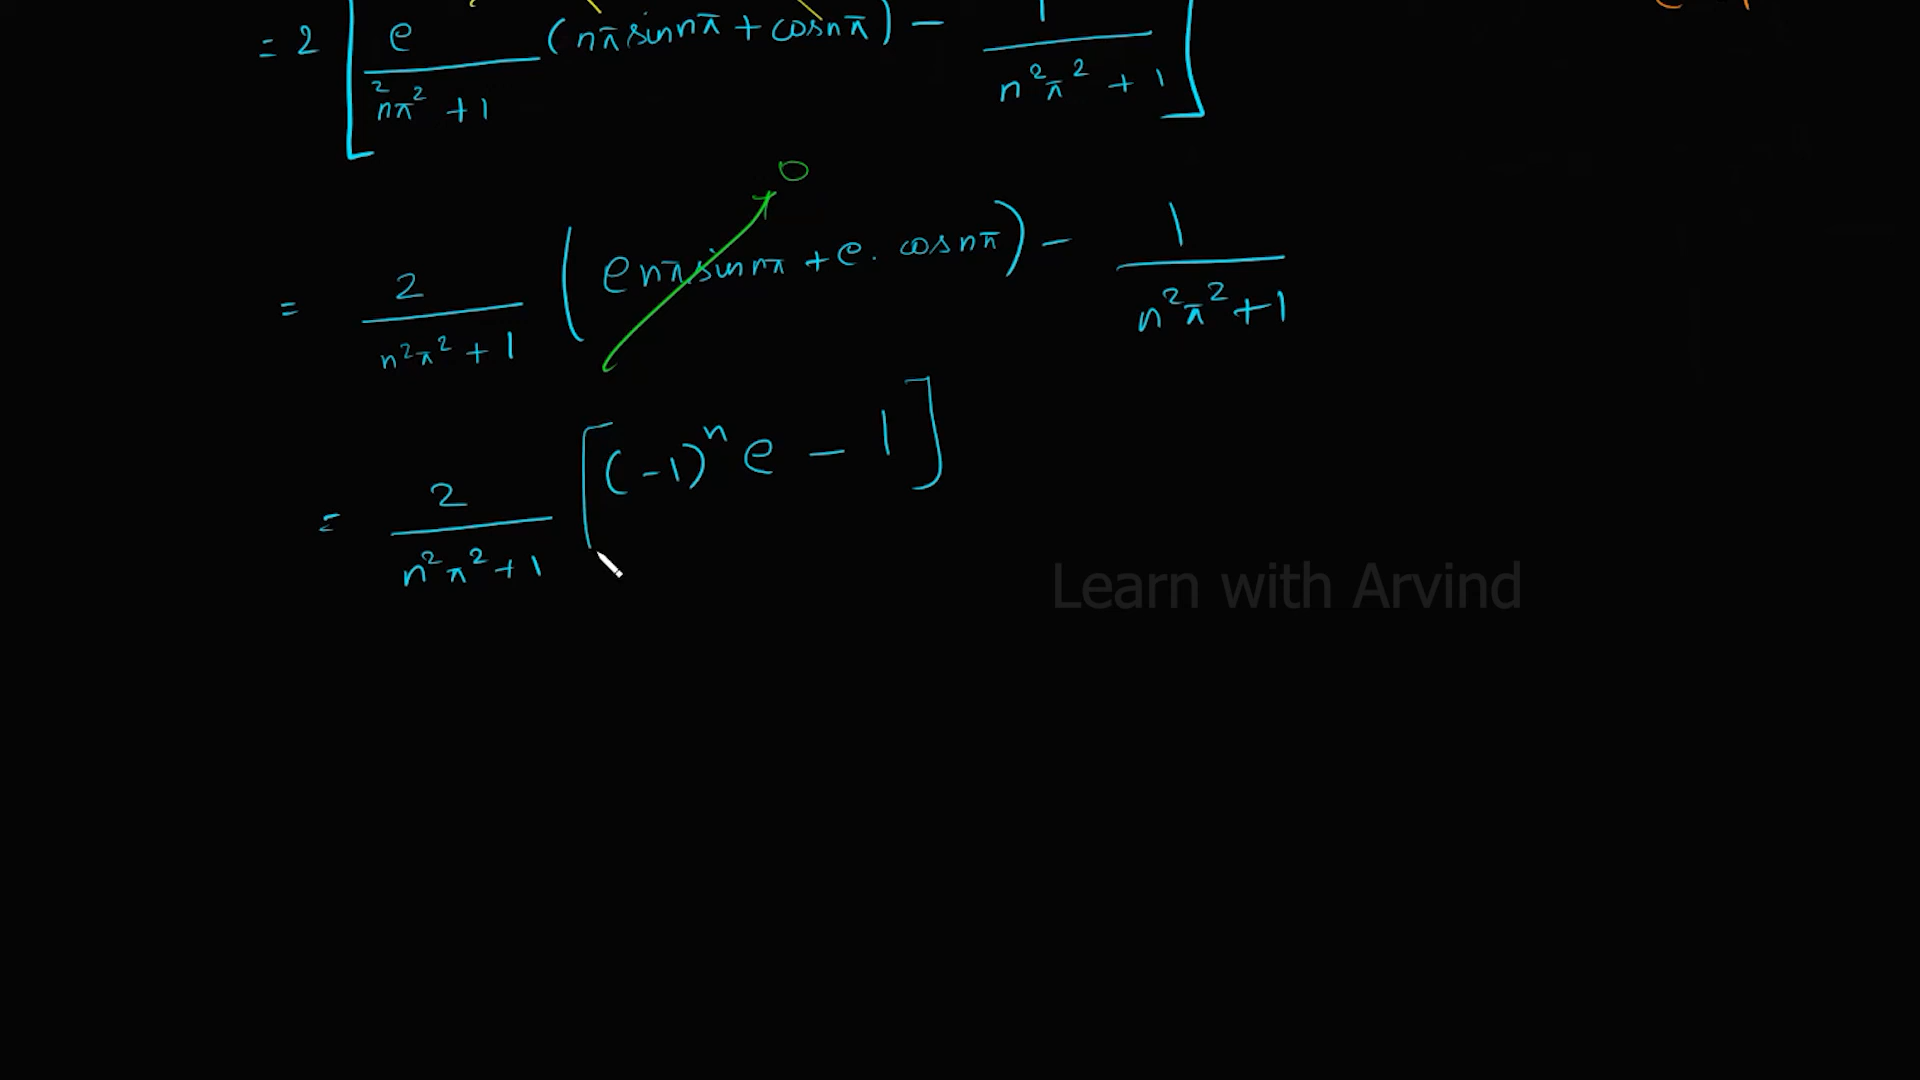 = 2 [ e / (n²π² + 1) (nπ sin nπ + cos nπ) − 1 / (n²π² + 1) ]
0
= 2 / (n²π² + 1) ( e nπ sin nπ + e. cos nπ ) − 1 / (n²π² + 1)
= 2 / (n²π² + 1) [ (-1)ⁿ e − 1 ]
Learn with Arvind